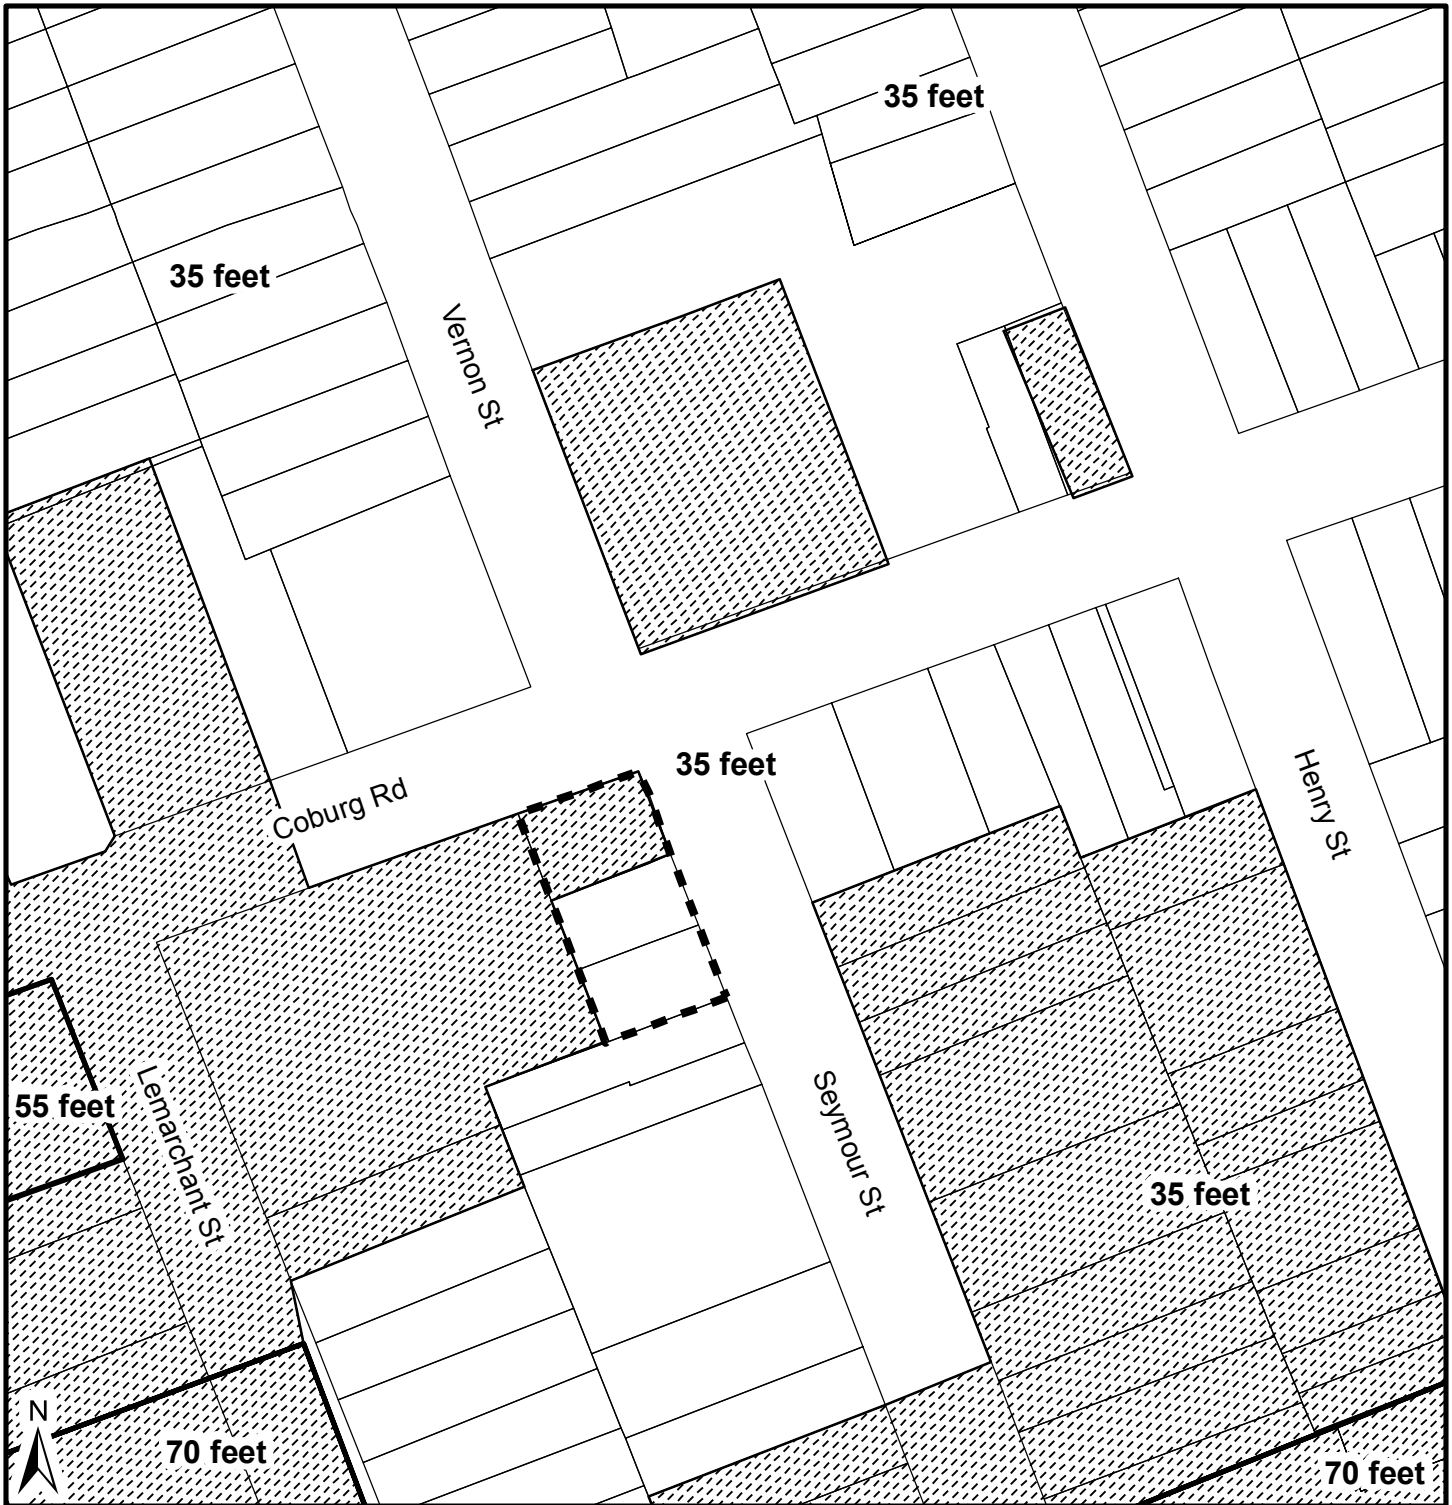 35 feet
35 feet
Vernon St
35 feet
Coburg Rd
Henry St
55 feet
Lemarchant St
Seymour St
35 feet
N
70 feet
70 feet